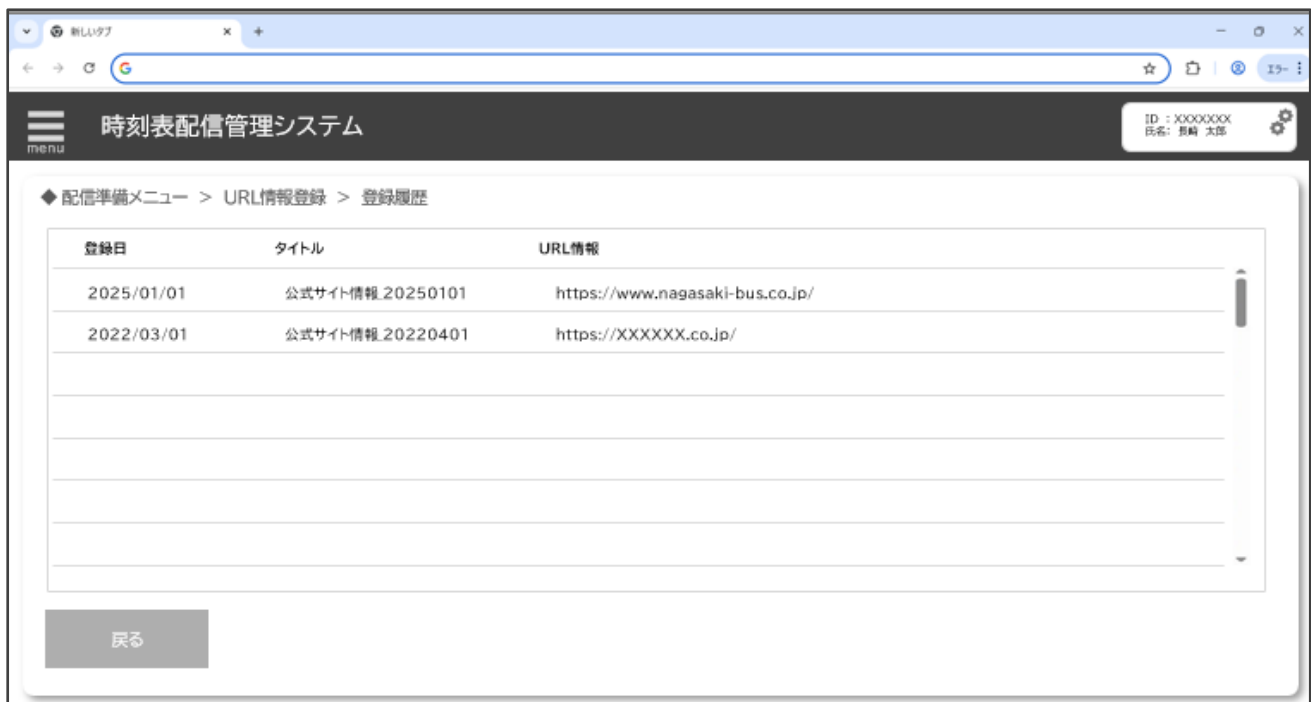 新しいタブ
エラー
menu
時刻表配信管理システム
ID : XXXXXXX
氏名: 長崎 太郎
◆ 配信準備メニュー > URL情報登録 > 登録履歴
登録日 タイトル URL情報
2025/01/01 公式サイト情報_20250101 https://www.nagasaki-bus.co.jp/
2022/03/01 公式サイト情報_20220401 https://XXXXXX.co.jp/
戻る